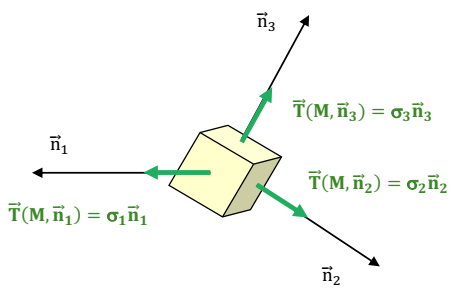 n⃗₃
T⃗(M, n⃗₃) = σ₃n⃗₃
n⃗₁
T⃗(M, n⃗₂) = σ₂n⃗₂
T⃗(M, n⃗₁) = σ₁n⃗₁
n⃗₂